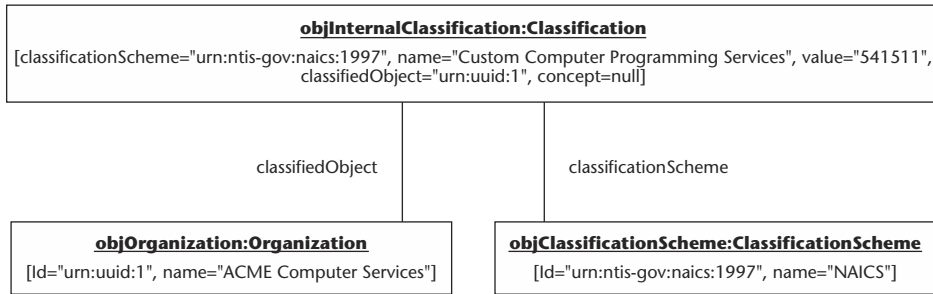 objInternalClassification:Classification
[classificationScheme="urn:ntis-gov:naics:1997", name="Custom Computer Programming Services", value="541511",
classifiedObject="urn:uuid:1", concept=null]
classifiedObject
classificationScheme
objOrganization:Organization
[Id="urn:uuid:1", name="ACME Computer Services"]
objClassificationScheme:ClassificationScheme
[Id="urn:ntis-gov:naics:1997", name="NAICS"]